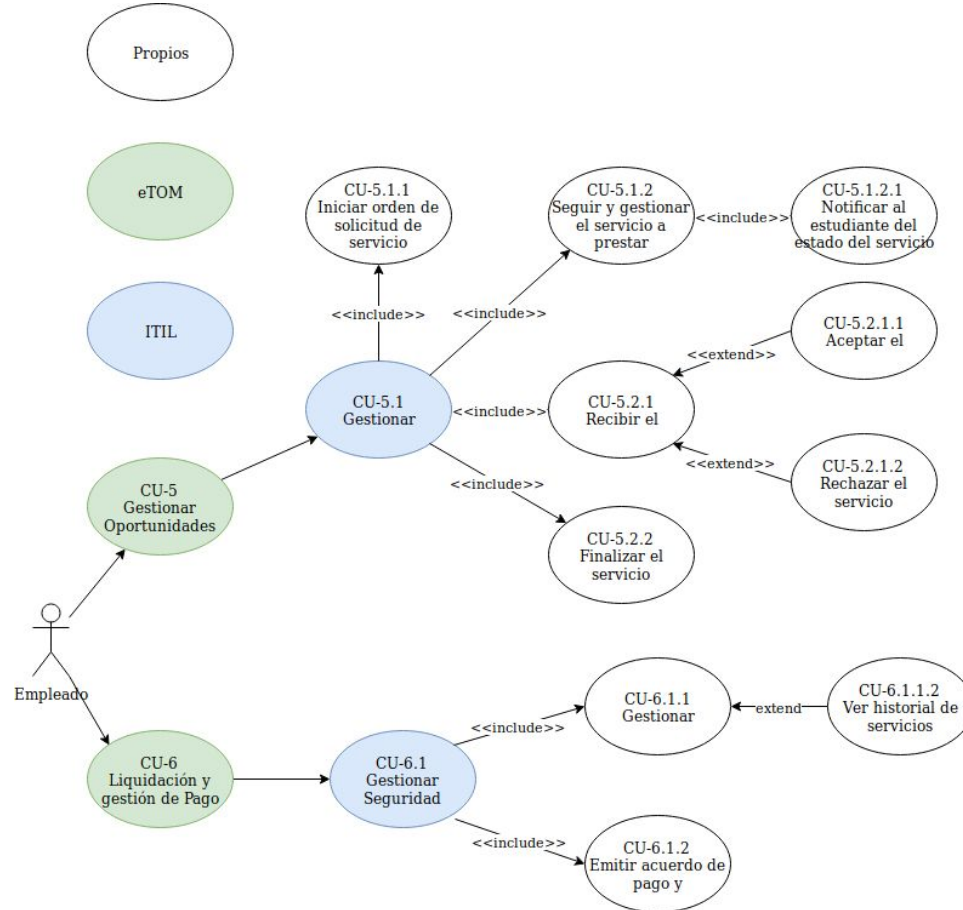 Propios
eTOM
ITIL
CU-5.1.1
Iniciar orden de
solicitud de
servicio
CU-5.1.2
Seguir y gestionar
el servicio a
prestar
<<include>>
CU-5.1.2.1
Notificar al
estudiante del
estado del servicio
<<include>>
<<include>>
CU-5.2.1.1
Aceptar el
<<extend>>
CU-5.1
Gestionar
<<include>>
CU-5.2.1
Recibir el
<<extend>>
CU-5.2.1.2
Rechazar el
servicio
<<include>>
CU-5
Gestionar
Oportunidades
CU-5.2.2
Finalizar el
servicio
Empleado
CU-6.1.1
Gestionar
extend
CU-6.1.1.2
Ver historial de
servicios
<<include>>
CU-6
Liquidación y
gestión de Pago
CU-6.1
Gestionar
Seguridad
<<include>>
CU-6.1.2
Emitir acuerdo de
pago y